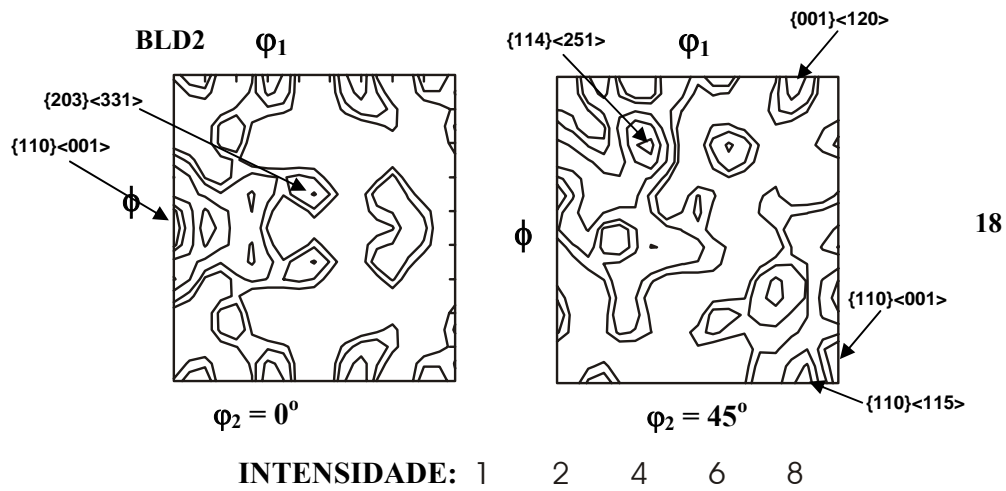 BLD2 φ₁
{203}<331>
{110}<001>
ϕ
φ₂ = 0º
{114}<251>
φ₁
{001}<120>
ϕ
{110}<001>
{110}<115>
φ₂ = 45º
18
INTENSIDADE: 1 2 4 6 8